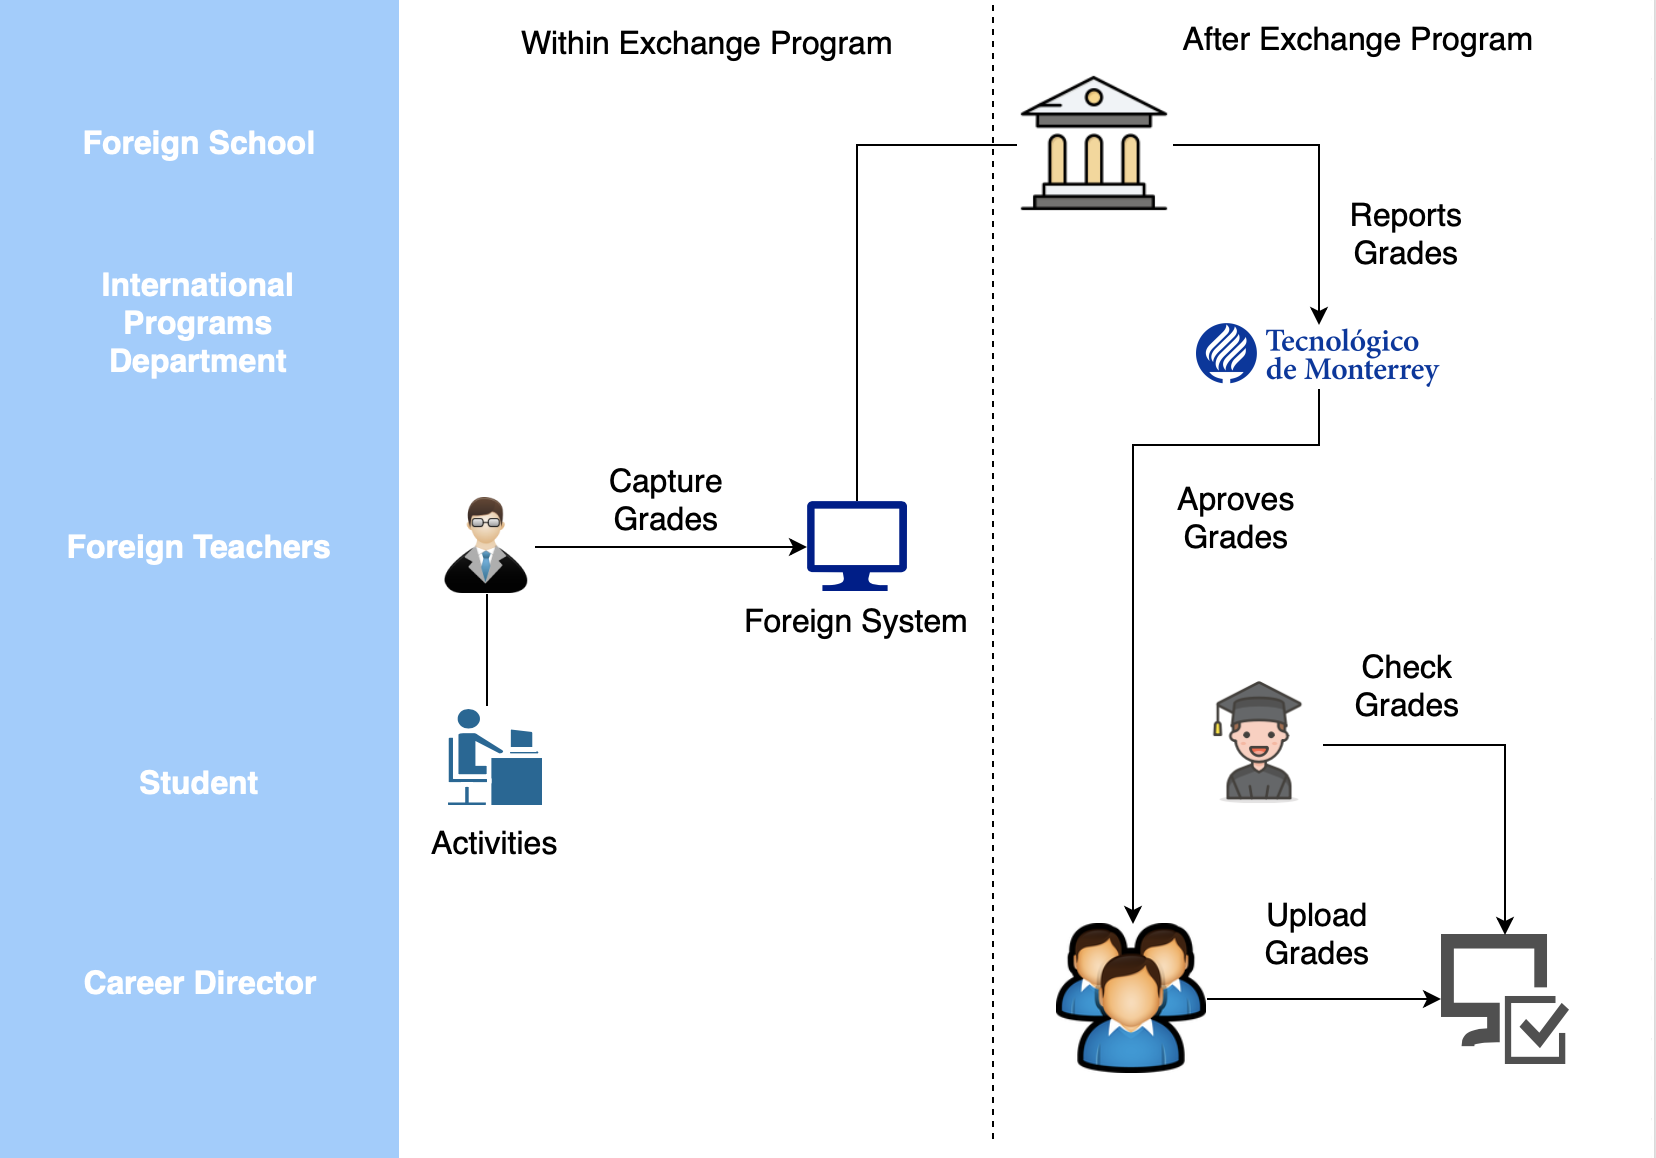 Within Exchange Program
After Exchange Program
Foreign School
Reports
Grades
International
Programs
Department
Tecnológico
de Monterrey
Capture
Grades
Aproves
Grades
Foreign Teachers
Foreign System
Check
Grades
Student
Activities
Upload
Grades
Career Director